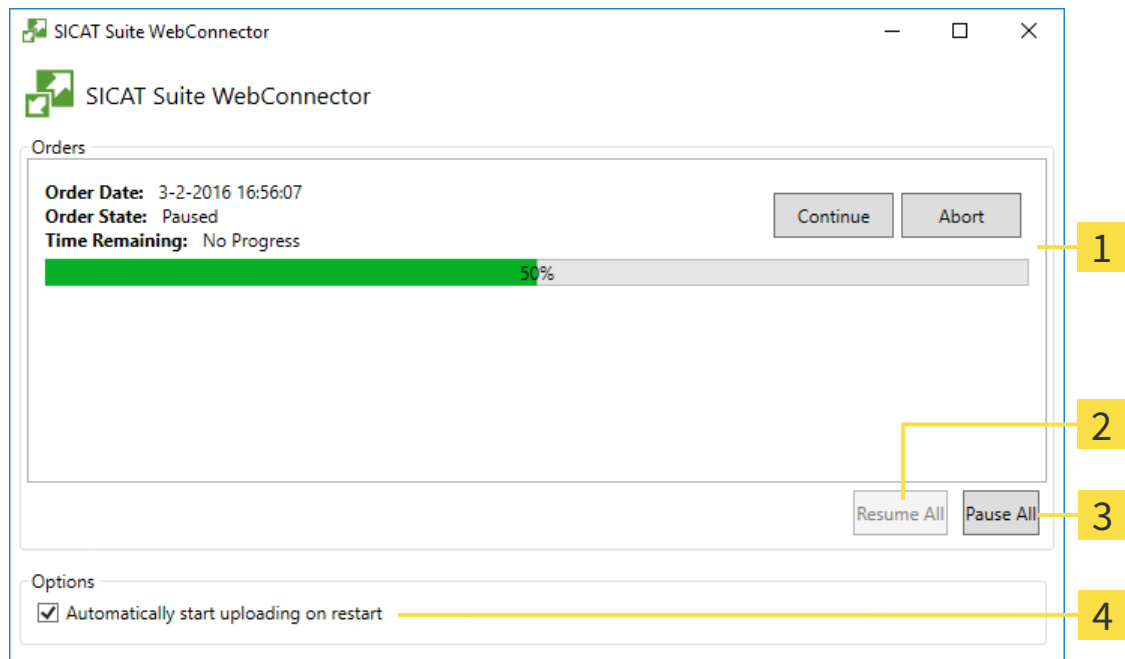 SICAT Suite WebConnector
SICAT Suite WebConnector
Orders
Order Date: 3-2-2016 16:56:07
Order State: Paused
Time Remaining: No Progress
Continue
Abort
1
50%
2
Resume All
Pause All
3
Options
Automatically start uploading on restart
4